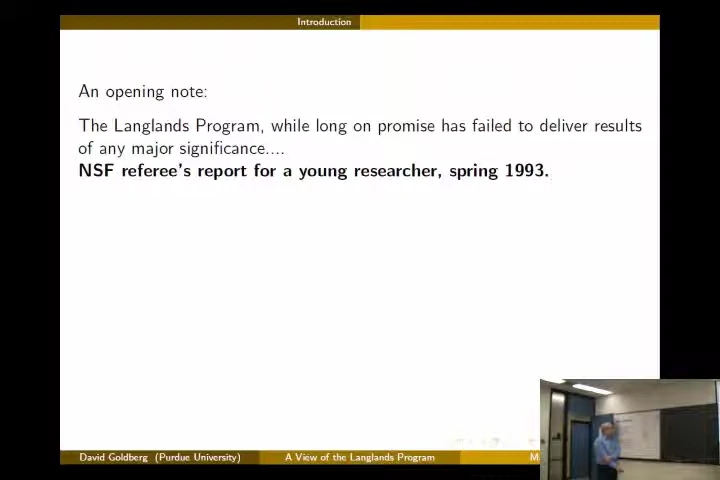 Introduction
An opening note:
The Langlands Program, while long on promise has failed to deliver results
of any major significance....
NSF referee's report for a young researcher, spring 1993.
David Goldberg (Purdue University) A View of the Langlands Program